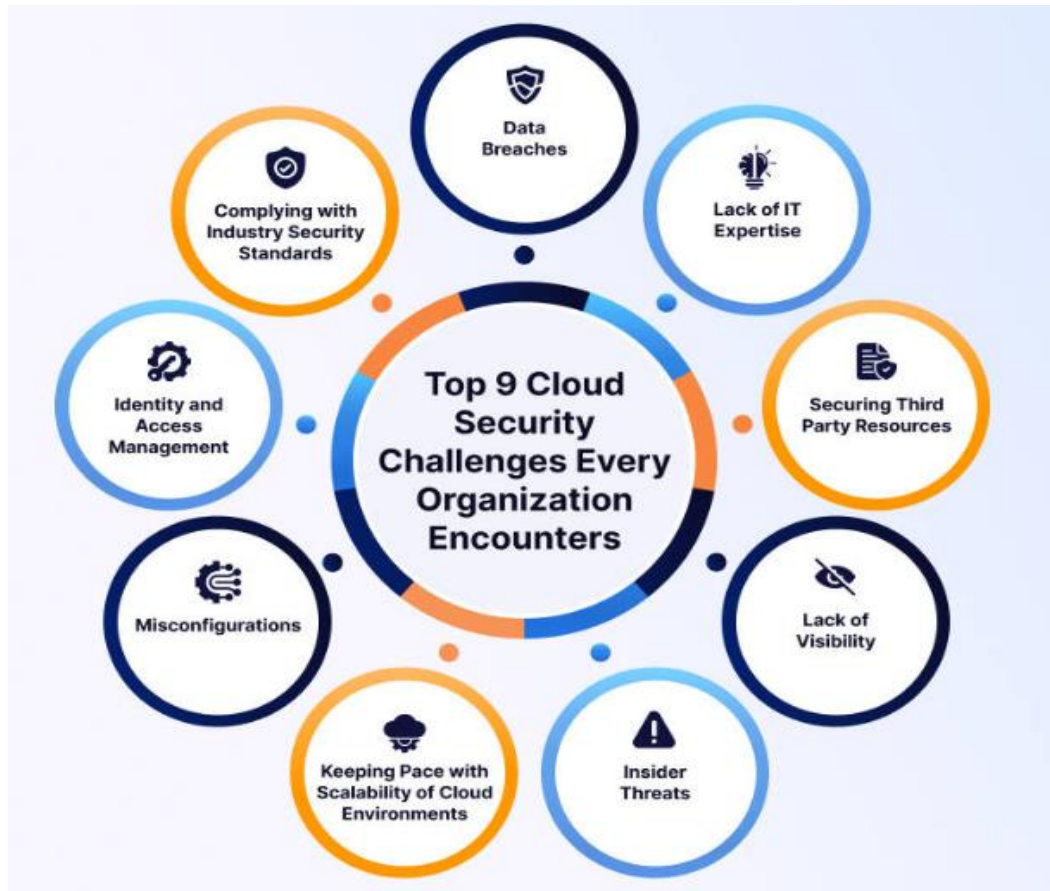 Data
Breaches
Lack of IT
Expertise
Securing Third
Party Resources
Lack of
Visibility
Insider
Threats
Keeping Pace with
Scalability of Cloud
Environments
Misconfigurations
Identity and
Access
Management
Complying with
Industry Security
Standards
Top 9 Cloud
Security
Challenges Every
Organization
Encounters